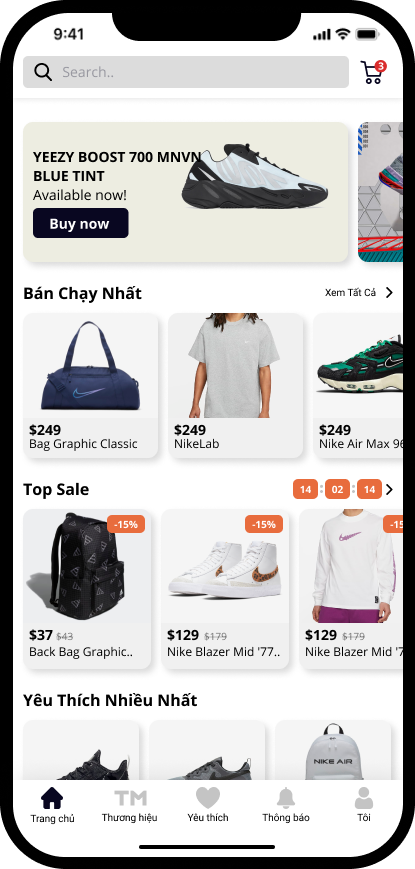 9:41
Search..
3
YEEZY BOOST 700 MNVN
BLUE TINT
Available now!
Buy now
Bán Chạy Nhất
Xem Tất Cả
$249
Bag Graphic Classic
$249
NikeLab
$249
Nike Air Max 96
Top Sale
14 : 02 : 14
-15%
-15%
-15
$37 $43
Back Bag Graphic..
$129 $179
Nike Blazer Mid '77..
$129 $179
Nike Blazer Mid '7
Yêu Thích Nhiều Nhất
NIKE AIR
Trang chủ
TM
Thương hiệu
Yêu thích
Thông báo
Tôi